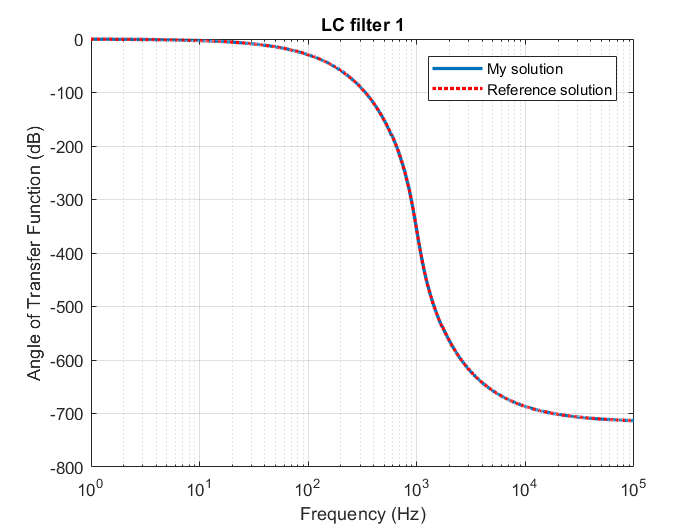 LC filter 1
My solution
Reference solution
Angle of Transfer Function (dB)
0
-100
-200
-300
-400
-500
-600
-700
-800
10^0 10^1 10^2 10^3 10^4 10^5
Frequency (Hz)